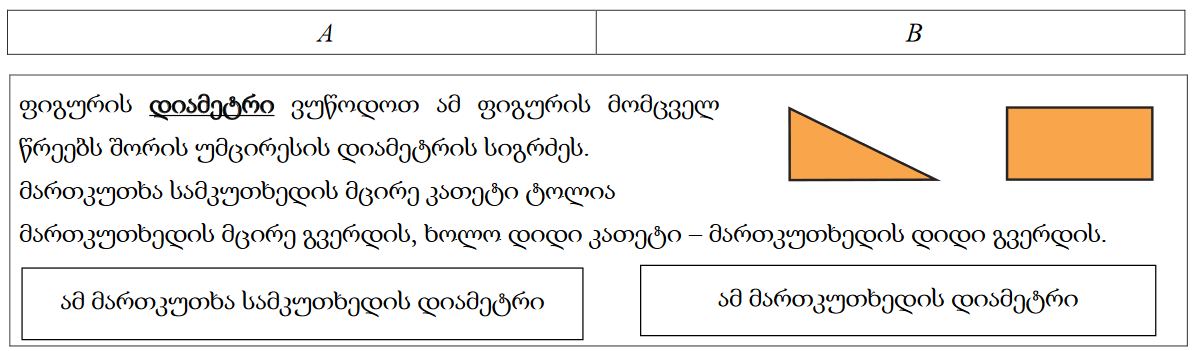 A B
ფიგურის დიამეტრი ვუწოდოთ ამ ფიგურის მომცველ
წრეებს შორის უმცირესის დიამეტრის სიგრძეს.
მართკუთხა სამკუთხედის მცირე კათეტი ტოლია
მართკუთხედის მცირე გვერდის, ხოლო დიდი კათეტი – მართკუთხედის დიდი გვერდის.
ამ მართკუთხა სამკუთხედის დიამეტრი
ამ მართკუთხედის დიამეტრი